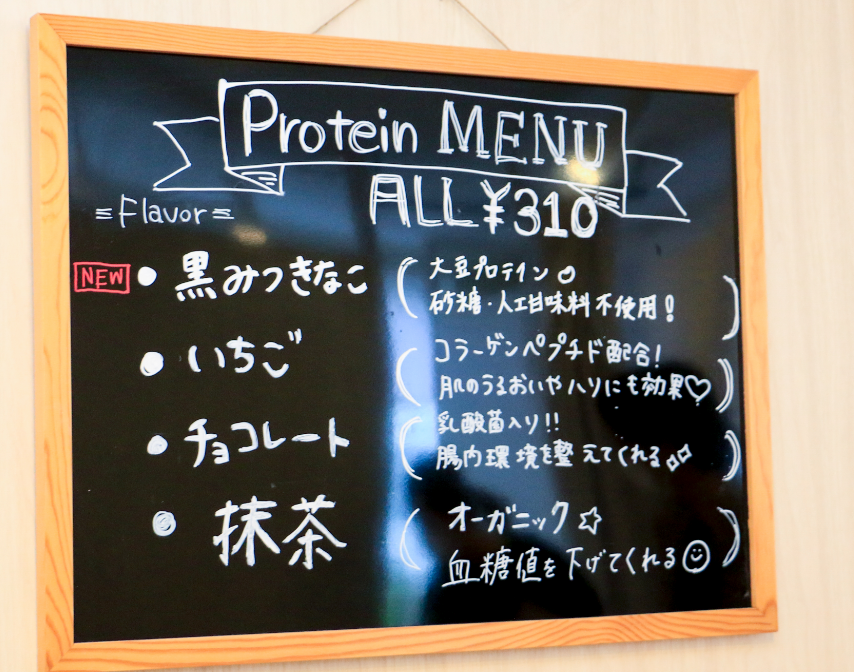 Protein MENU
ALL ¥310
=Flavor=
NEW ● 黒みつきなこ
(大豆プロテイン
砂糖・人工甘味料不使用!)
● いちご
(コラーゲンペプチド配合!
肌のうるおいやハリにも効果♡)
● チョコレート
(乳酸菌入り!!
腸内環境を整えてくれる)
● 抹茶
(オーガニック☆
血糖値を下げてくれる☺)